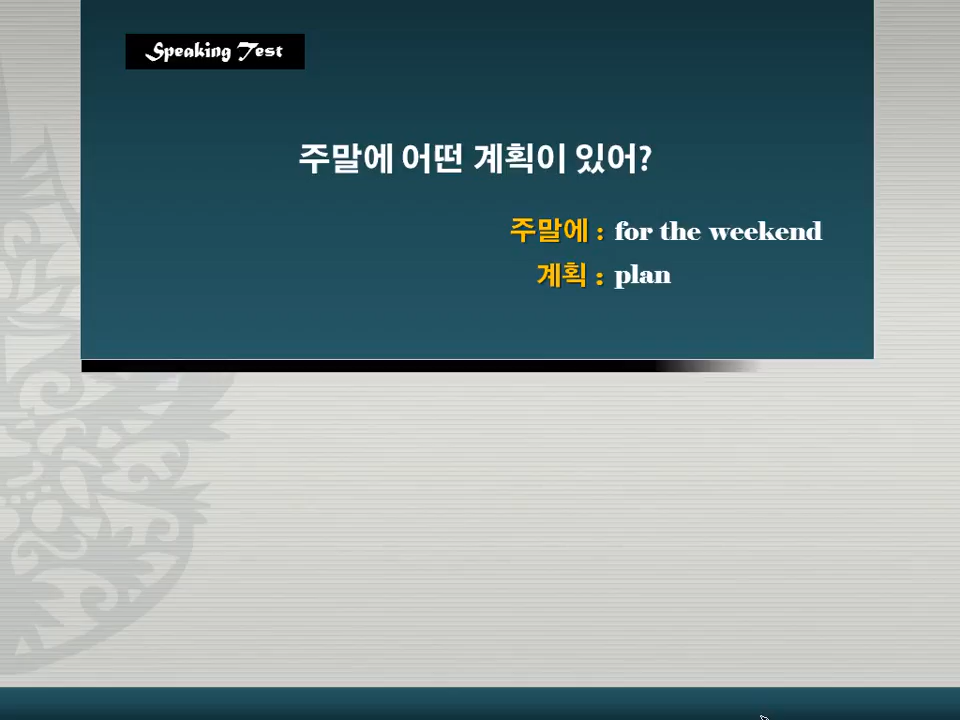 Speaking Test
주말에 어떤 계획이 있어?
주말에 : for the weekend
계획 : plan